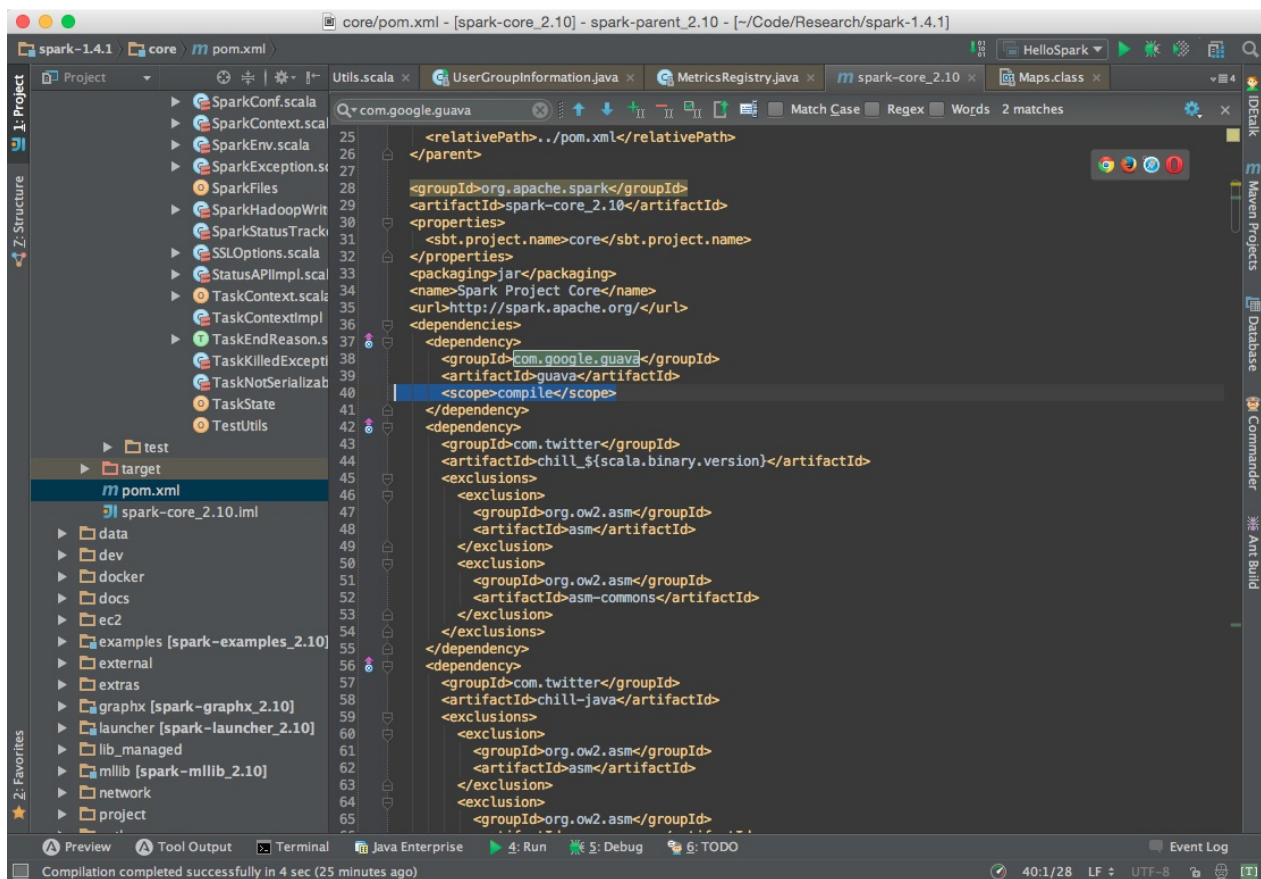 core/pom.xml - [spark-core_2.10] - spark-parent_2.10 - [~/Code/Research/spark-1.4.1]
spark-1.4.1 core m pom.xml
HelloSpark
Project
Utils.scala
UserGroupInformation.java
MetricsRegistry.java
m spark-core_2.10
Maps.class
4
com.google.guava
Match Case
Regex
Words
2 matches
1: Project
Z: Structure
2: Favorites
SparkConf.scala
SparkContext.scal
SparkEnv.scala
SparkException.sc
SparkFiles
SparkHadoopWrit
SparkStatusTrack
SSLOptions.scala
StatusAPIImpl.scal
TaskContext.scala
TaskContextImpl
TaskEndReason.s
TaskKilledExcepti
TaskNotSerializab
TaskState
TestUtils
test
target
m pom.xml
spark-core_2.10.iml
data
dev
docker
docs
ec2
examples [spark-examples_2.10]
external
extras
graphx [spark-graphx_2.10]
launcher [spark-launcher_2.10]
lib_managed
mllib [spark-mllib_2.10]
network
project
25 <relativePath>../pom.xml</relativePath>
26 </parent>
27
28 <groupId>org.apache.spark</groupId>
29 <artifactId>spark-core_2.10</artifactId>
30 <properties>
31 <sbt.project.name>core</sbt.project.name>
32 </properties>
33 <packaging>jar</packaging>
34 <name>Spark Project Core</name>
35 <url>http://spark.apache.org/</url>
36 <dependencies>
37 <dependency>
38 <groupId>com.google.guava</groupId>
39 <artifactId>guava</artifactId>
40 <scope>compile</scope>
41 </dependency>
42 <dependency>
43 <groupId>com.twitter</groupId>
44 <artifactId>chill_${scala.binary.version}</artifactId>
45 <exclusions>
46 <exclusion>
47 <groupId>org.ow2.asm</groupId>
48 <artifactId>asm</artifactId>
49 </exclusion>
50 <exclusion>
51 <groupId>org.ow2.asm</groupId>
52 <artifactId>asm-commons</artifactId>
53 </exclusion>
54 </exclusions>
55 </dependency>
56 <dependency>
57 <groupId>com.twitter</groupId>
58 <artifactId>chill-java</artifactId>
59 <exclusions>
60 <exclusion>
61 <groupId>org.ow2.asm</groupId>
62 <artifactId>asm</artifactId>
63 </exclusion>
64 <exclusion>
65 <groupId>org.ow2.asm</groupId>
IDEtalk
m Maven Projects
Database
Commander
Ant Build
Preview
Tool Output
Terminal
Java Enterprise
4: Run
5: Debug
6: TODO
Event Log
Compilation completed successfully in 4 sec (25 minutes ago)
40:1/28
LF
UTF-8
[T]